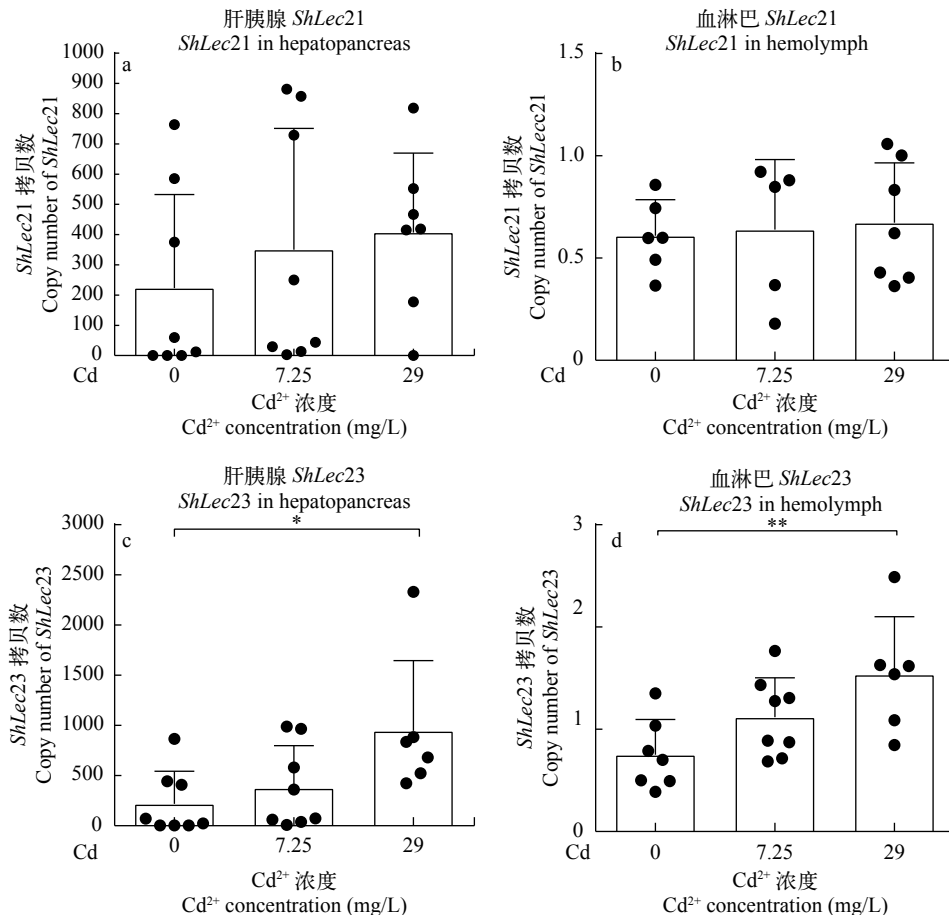 肝胰腺 ShLec21
ShLec21 in hepatopancreas
a
ShLec21 拷贝数
Copy number of ShLec21
1000
900
800
700
600
500
400
300
200
100
0
Cd
0
7.25
29
Cd²⁺ 浓度
Cd²⁺ concentration (mg/L)
血淋巴 ShLec21
ShLec21 in hemolymph
b
ShLec21 拷贝数
Copy number of ShLecc21
1.5
1.0
0.5
0
Cd
0
7.25
29
Cd²⁺ 浓度
Cd²⁺ concentration (mg/L)
肝胰腺 ShLec23
ShLec23 in hepatopancreas
c
*
ShLec23 拷贝数
Copy number of ShLec23
3000
2500
2000
1500
1000
500
0
Cd
0
7.25
29
Cd²⁺ 浓度
Cd²⁺ concentration (mg/L)
血淋巴 ShLec23
ShLec23 in hemolymph
d
**
ShLec23 拷贝数
Copy number of ShLec23
3
2
1
0
Cd
0
7.25
29
Cd²⁺ 浓度
Cd²⁺ concentration (mg/L)